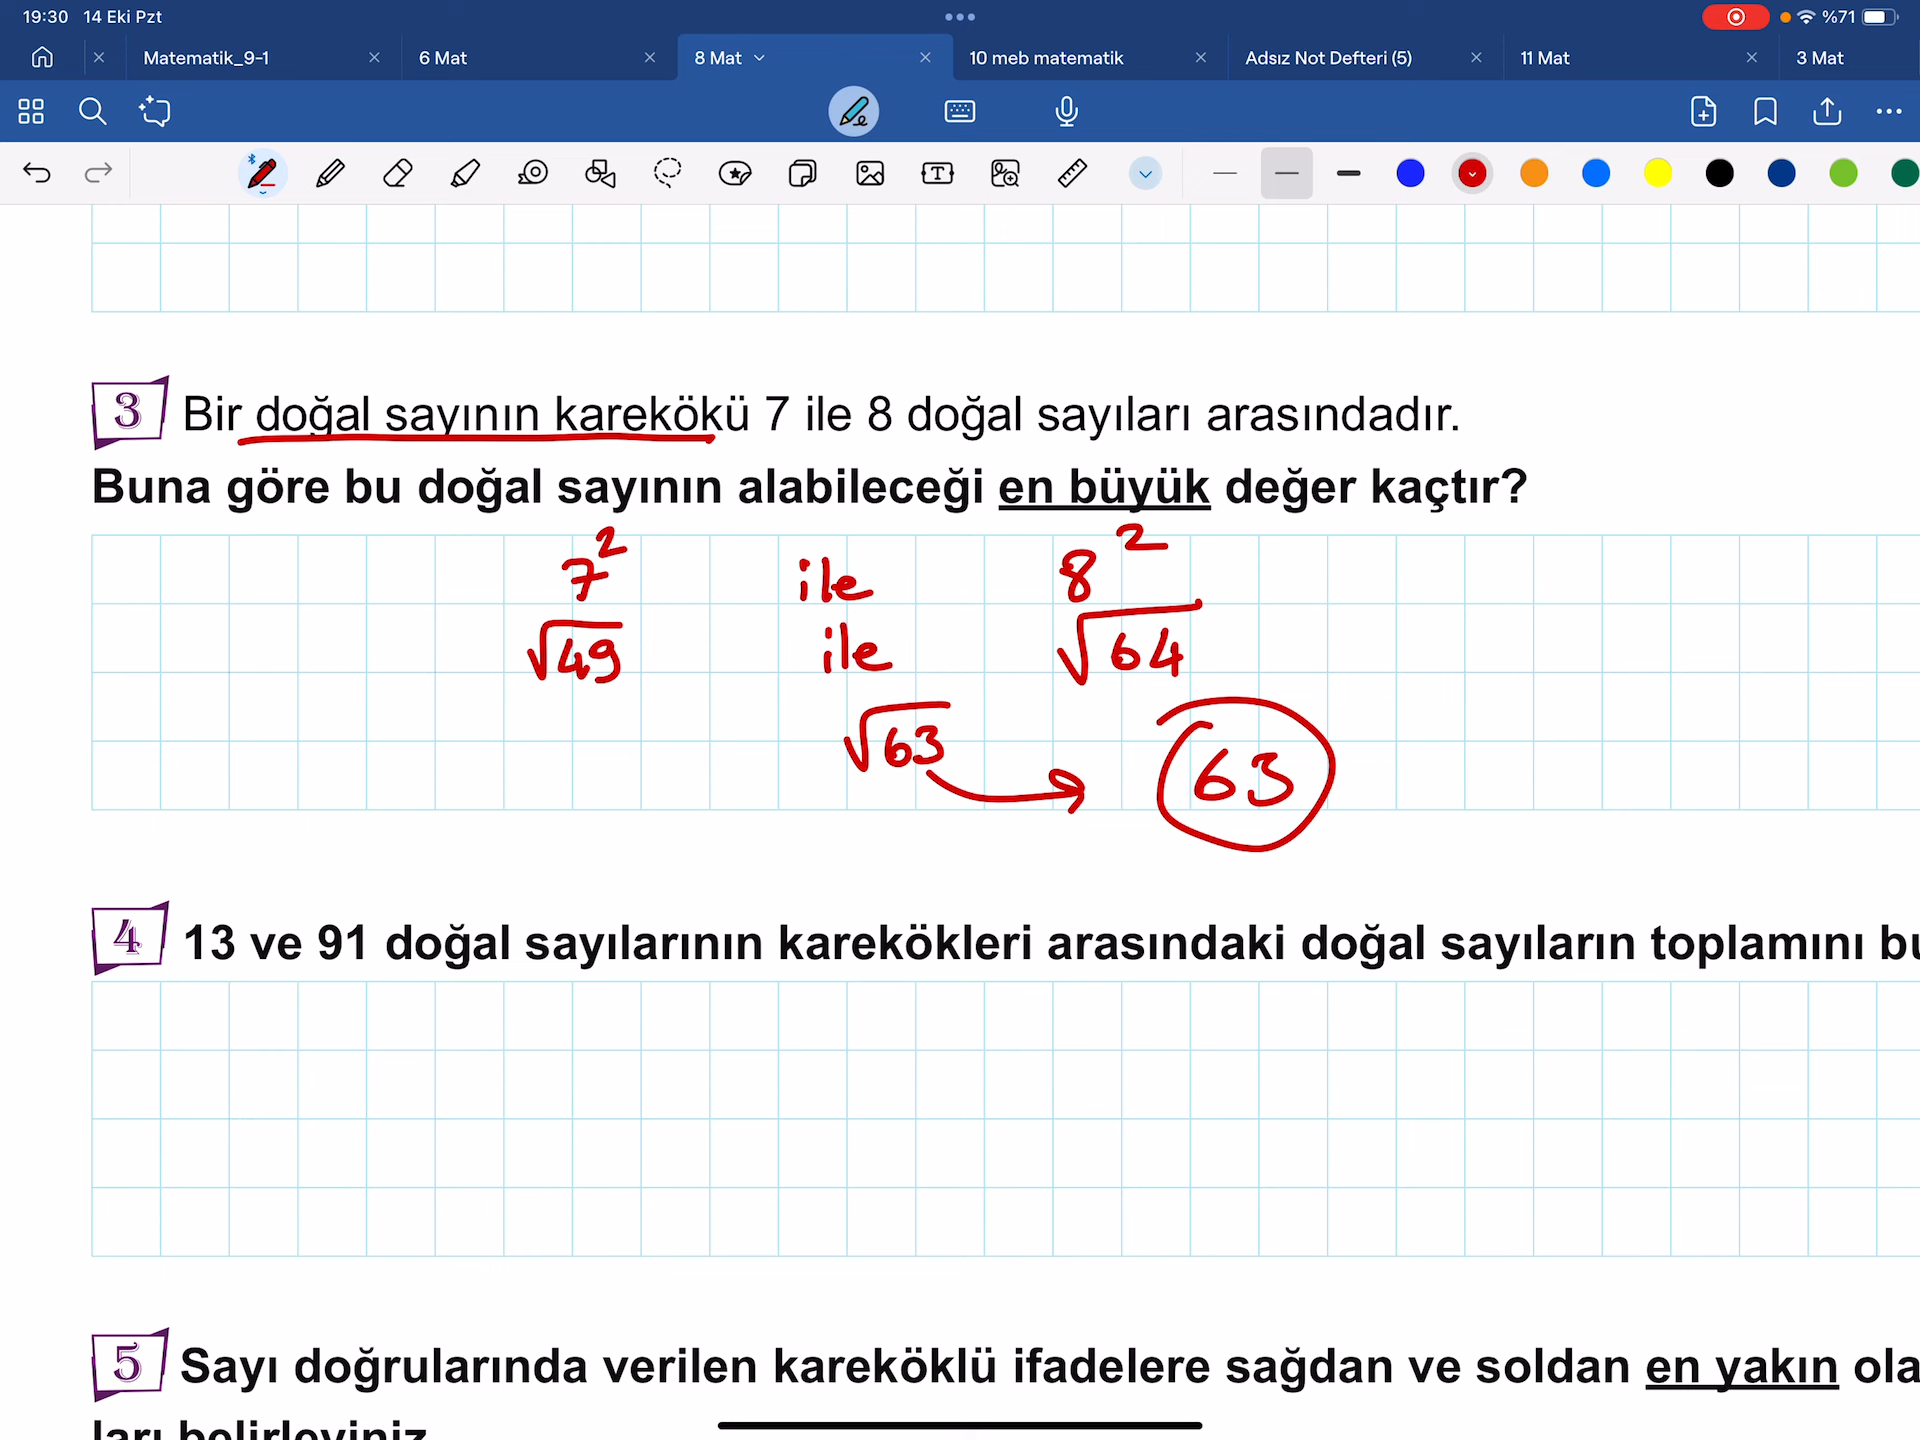 19:30 14 Eki Pzt %71
Matematik_9-1 6 Mat 8 Mat 10 meb matematik Adsız Not Defteri (5) 11 Mat 3 Mat
3 Bir doğal sayının karekökü 7 ile 8 doğal sayıları arasındadır.
Buna göre bu doğal sayının alabileceği en büyük değer kaçtır?
7² ile 8²
√49 ile √64
√63 → 63
4 13 ve 91 doğal sayılarının karekökleri arasındaki doğal sayıların toplamını bu
5 Sayı doğrularında verilen kareköklü ifadelere sağdan ve soldan en yakın ola
ları belirleyiniz.